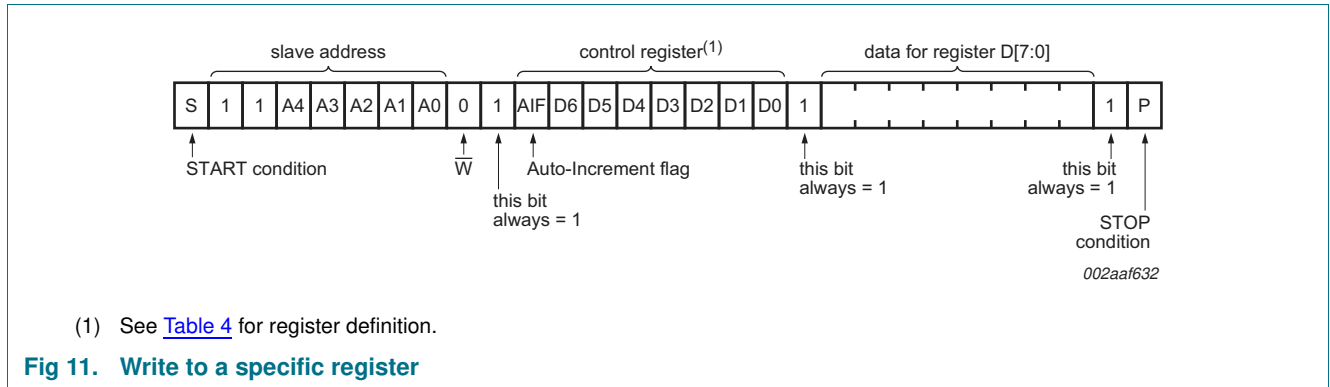 slave address control register(1) data for register D[7:0]
S 1 1 A4 A3 A2 A1 A0 0 1 AIF D6 D5 D4 D3 D2 D1 D0 1 1 P
START condition W Auto-Increment flag this bit this bit
always = 1 always = 1
this bit
always = 1
STOP
condition
002aaf632
(1) See Table 4 for register definition.
Fig 11. Write to a specific register